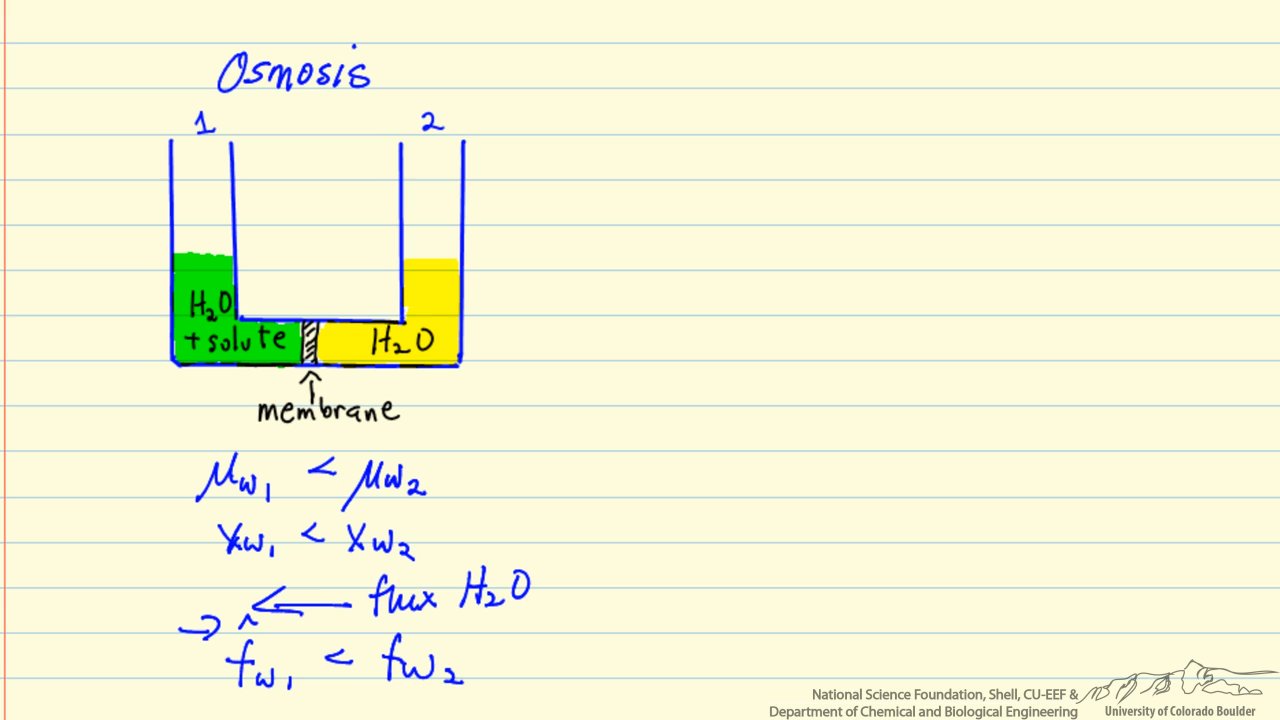 Osmosis
1 2
H₂O
+ solute H₂O
membrane
μw₁ < μw₂
xw₁ < xw₂
← flux H₂O
→ f̂w₁ < fw₂
National Science Foundation, Shell, CU-EEF &
Department of Chemical and Biological Engineering
University of Colorado Boulder